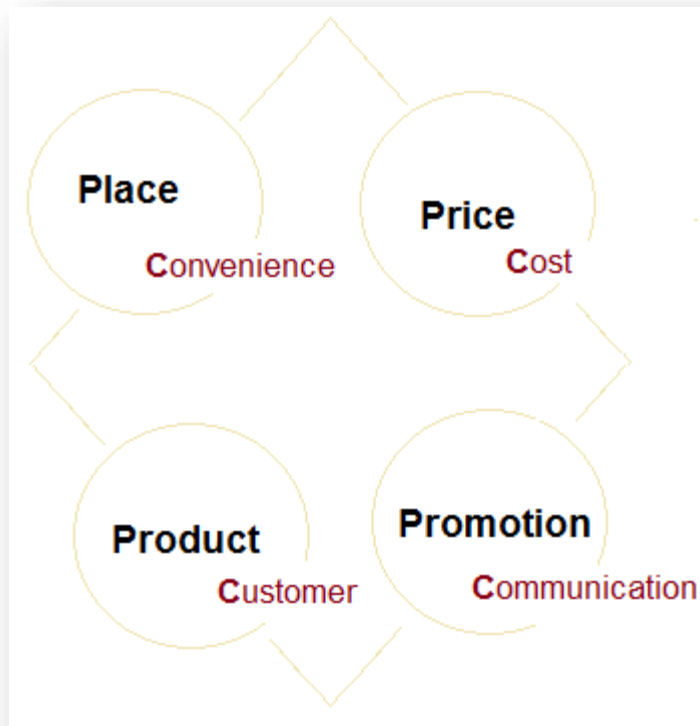 Place
Convenience
Price
Cost
Product
Customer
Promotion
Communication